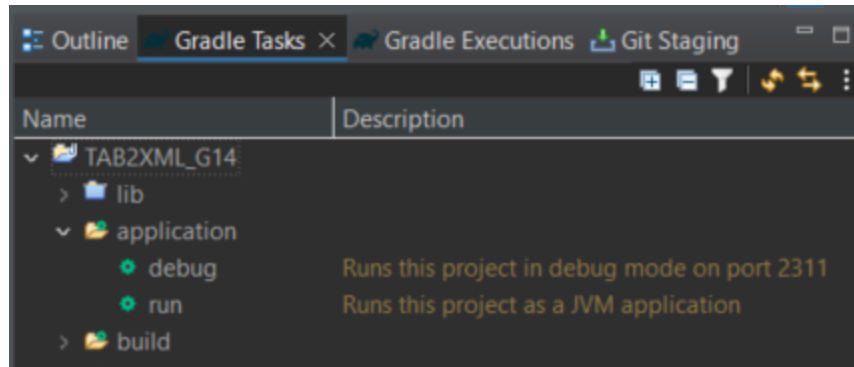 Outline Gradle Tasks Gradle Executions Git Staging
Name Description
TAB2XML_G14
lib
application
debug Runs this project in debug mode on port 2311
run Runs this project as a JVM application
build